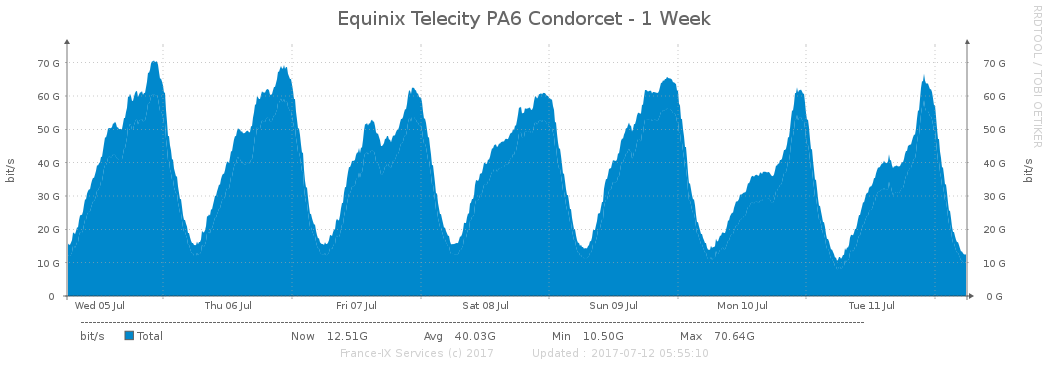 Equinix Telecity PA6 Condorcet - 1 Week
RRDTOOL / TOBI OETIKER
bit/s
70 G
60 G
50 G
40 G
30 G
20 G
10 G
0
70 G
60 G
50 G
40 G
30 G
20 G
10 G
0 G
bit/s
Wed 05 Jul Thu 06 Jul Fri 07 Jul Sat 08 Jul Sun 09 Jul Mon 10 Jul Tue 11 Jul
bit/s Total Now 12.51G Avg 40.03G Min 10.50G Max 70.64G
France-IX Services (c) 2017 Updated : 2017-07-12 05:55:10